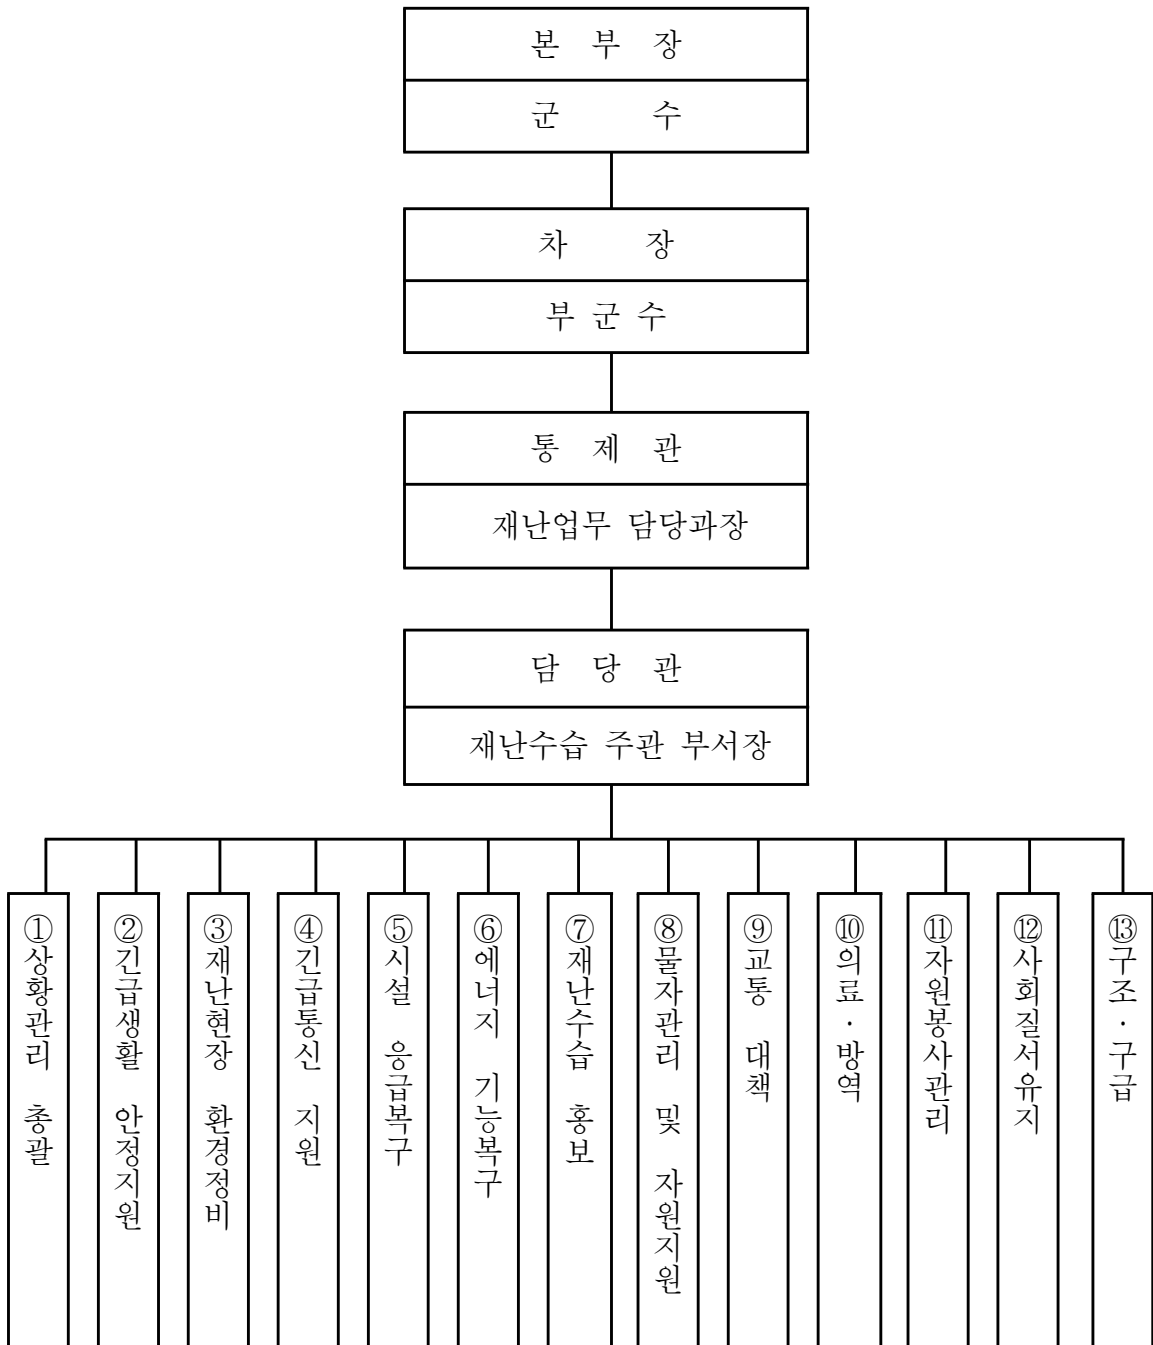 본 부 장
군 수
차 장
부 군 수
통 제 관
재난업무 담당과장
담 당 관
재난수습 주관 부서장
①상황관리 총괄
②긴급생활 안정지원
③재난현장 환경정비
④긴급통신 지원
⑤시설 응급복구
⑥에너지 기능복구
⑦재난수습 홍보
⑧물자관리 및 자원지원
⑨교통 대책
⑩의료·방역
⑪자원봉사관리
⑫사회질서유지
⑬구조·구급